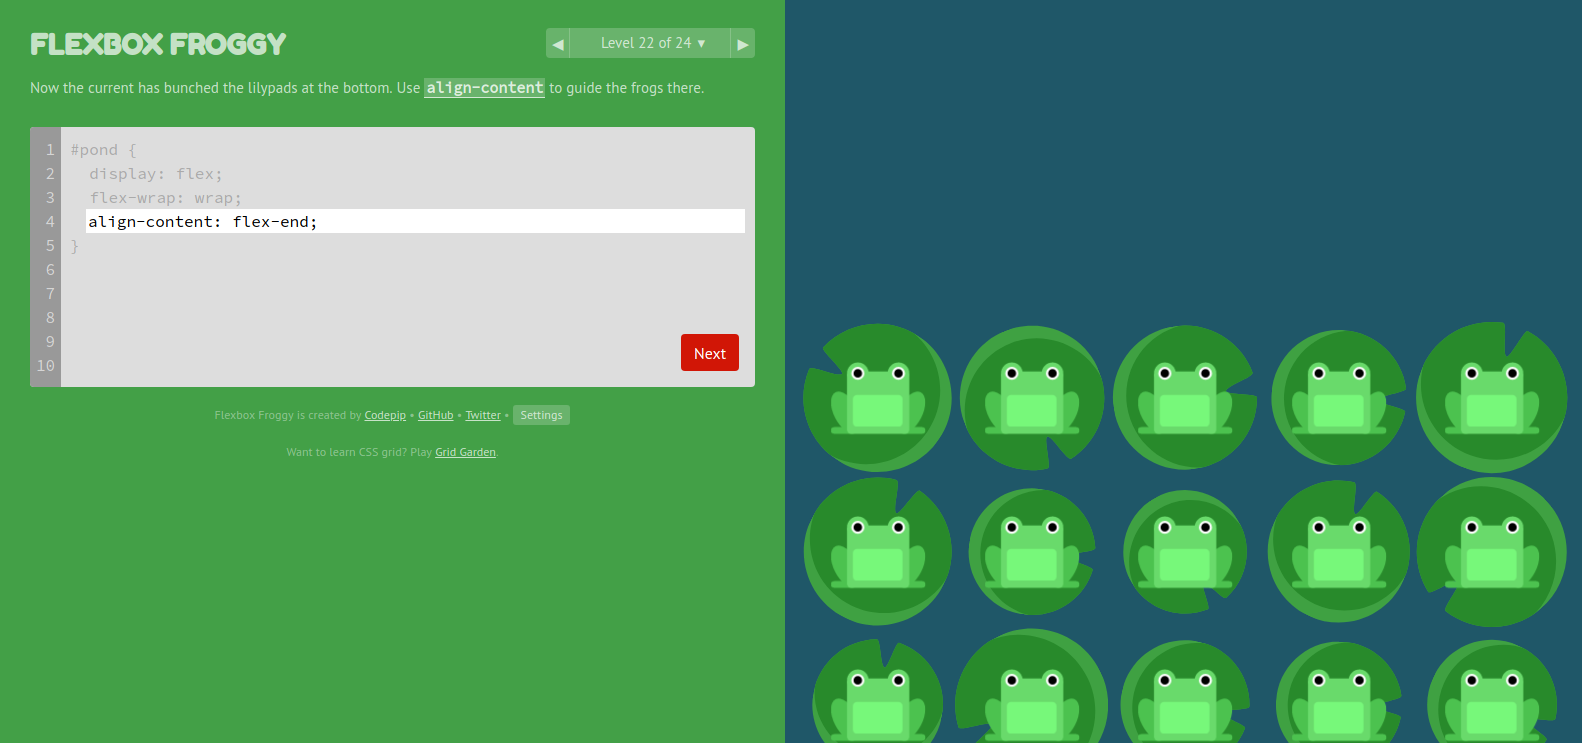 FLEXBOX FROGGY
◀ Level 22 of 24 ▼ ▶
Now the current has bunched the lilypads at the bottom. Use align-content to guide the frogs there.
1 #pond {
2 display: flex;
3 flex-wrap: wrap;
4 align-content: flex-end;
5 }
6
7
8
9
10
Next
Flexbox Froggy is created by Codepip • GitHub • Twitter • Settings
Want to learn CSS grid? Play Grid Garden.